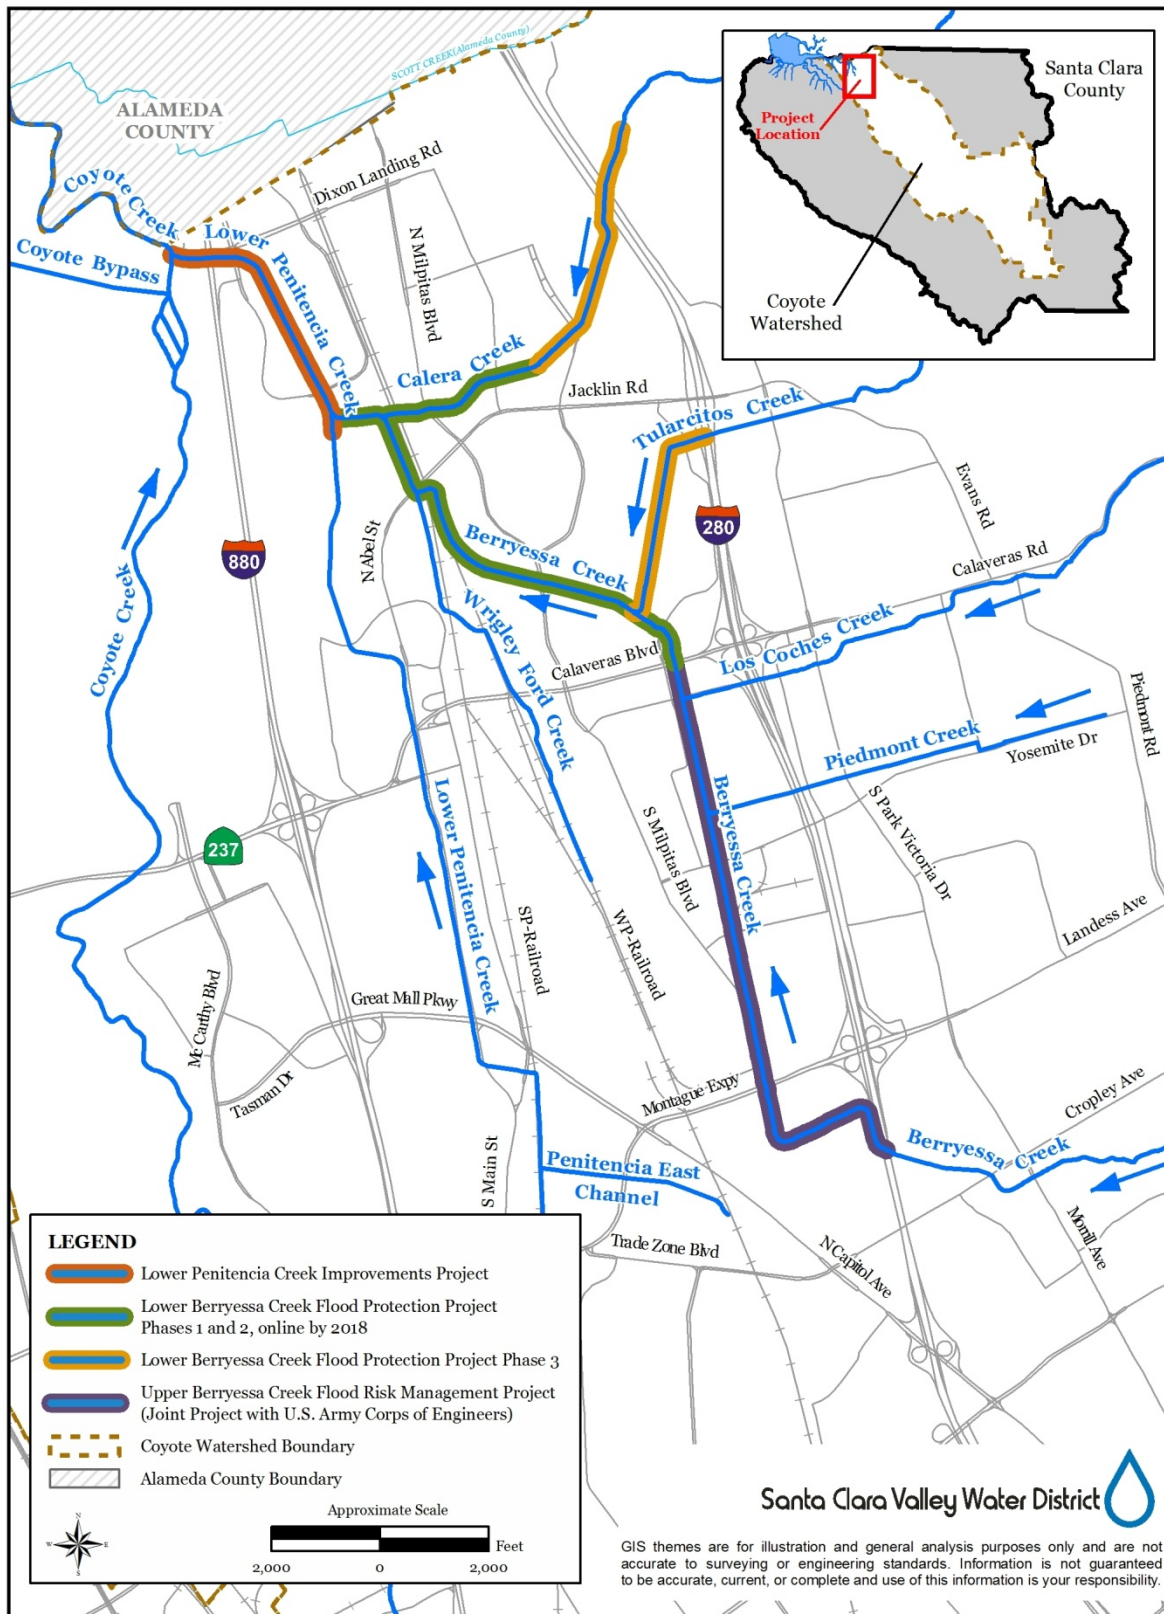 SCOTT CREEK(Alameda County)
ALAMEDA
COUNTY
Santa Clara
County
Project
Location
Coyote
Watershed
Dixon Landing Rd
Coyote Creek
Lower Penitencia Creek
Coyote Bypass
N Milpitas Blvd
Calera Creek
Jacklin Rd
Tularcitos Creek
Evans Rd
280
880
N Abel St
Berryessa Creek
Calaveras Rd
Coyote Creek
Wrigley Ford Creek
Calaveras Blvd
Los Coches Creek
Piedmont Rd
Piedmont Creek
Yosemite Dr
Lower Penitencia Creek
S Milpitas Blvd
Berryessa Creek
S Park Victoria Dr
237
SP-Railroad
WP-Railroad
Landess Ave
McCarthy Blvd
Great Mall Pkwy
Tasman Dr
Montague Expy
Cropley Ave
Berryessa Creek
S Main St
Penitencia East
Channel
Trade Zone Blvd
N Capitol Ave
Morrill Ave
LEGEND
Lower Penitencia Creek Improvements Project
Lower Berryessa Creek Flood Protection Project
Phases 1 and 2, online by 2018
Lower Berryessa Creek Flood Protection Project Phase 3
Upper Berryessa Creek Flood Risk Management Project
(Joint Project with U.S. Army Corps of Engineers)
Coyote Watershed Boundary
Alameda County Boundary
N
W
E
S
Approximate Scale
Feet
2,000 0 2,000
Santa Clara Valley Water District
GIS themes are for illustration and general analysis purposes only and are not
accurate to surveying or engineering standards. Information is not guaranteed
to be accurate, current, or complete and use of this information is your responsibility.